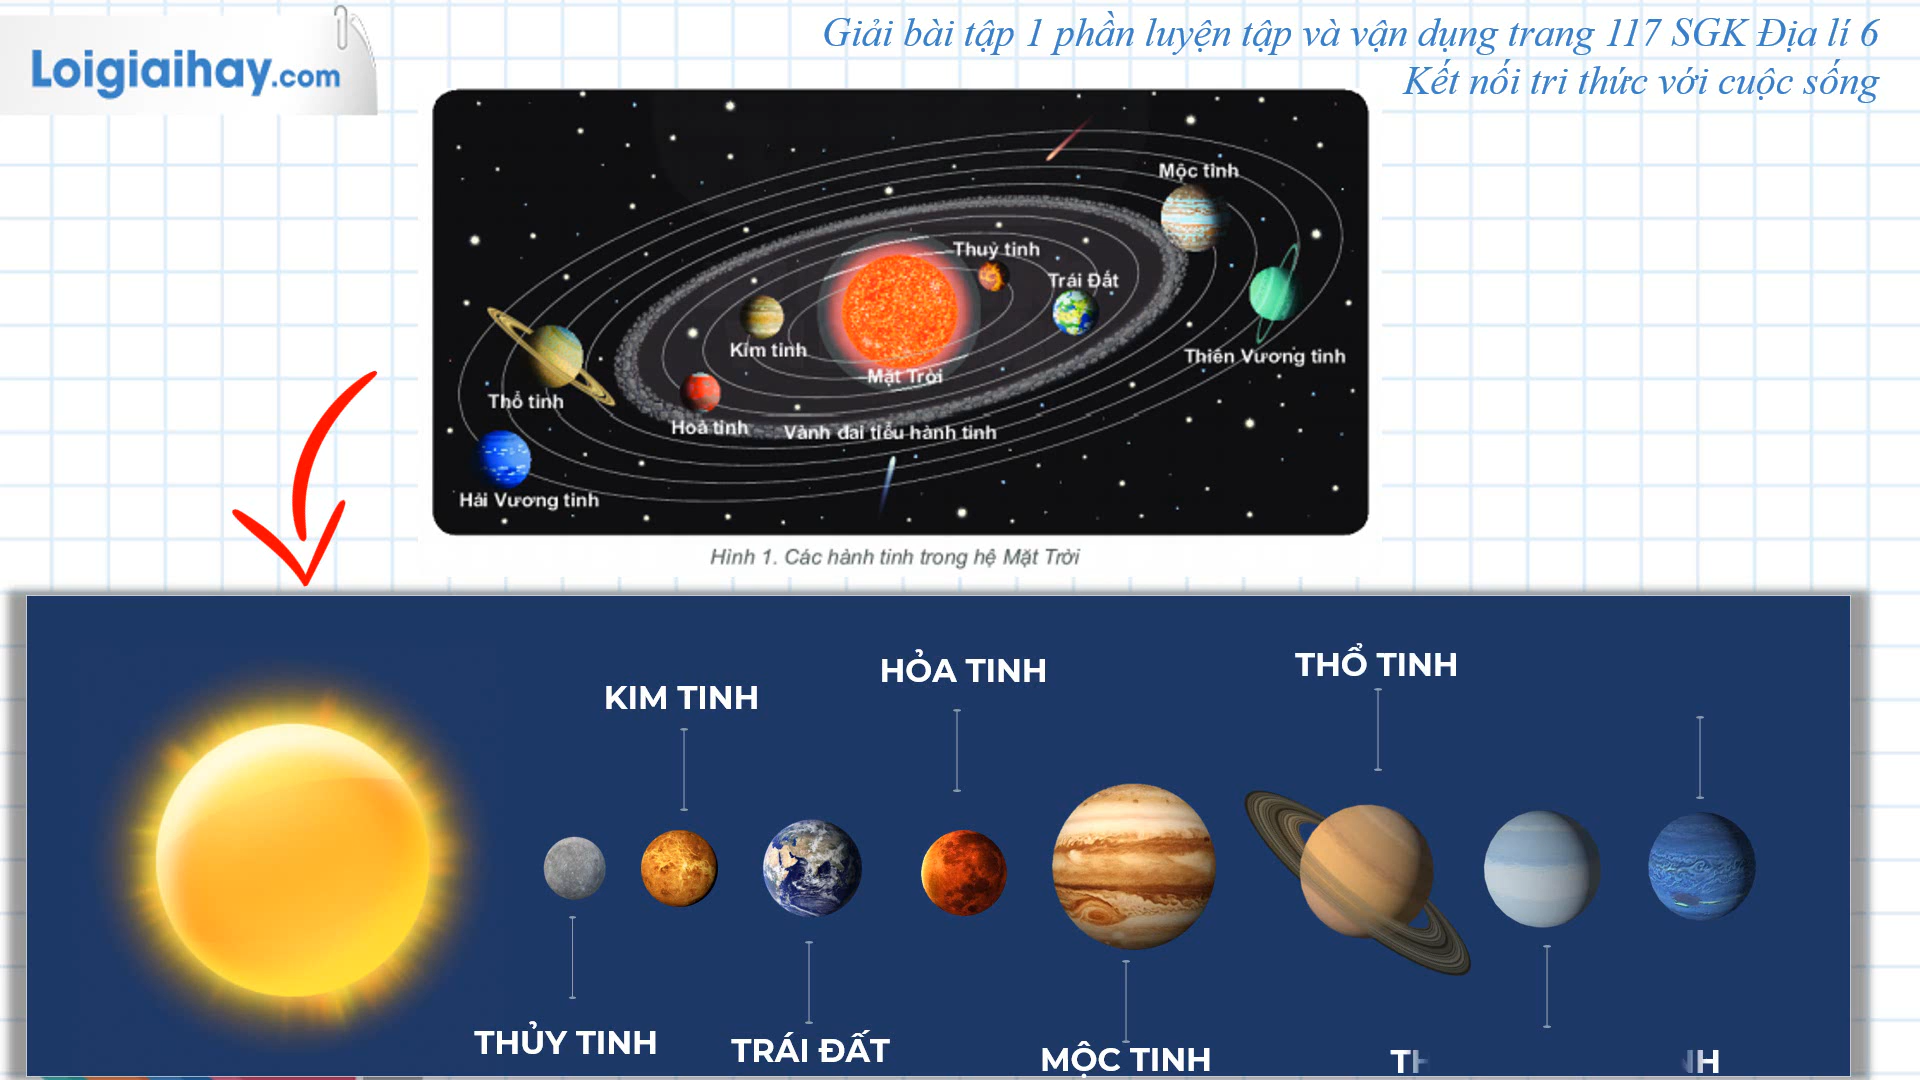 Loigiaihay.com
Giải bài tập 1 phần luyện tập và vận dụng trang 117 SGK Địa lí 6
Kết nối tri thức với cuộc sống
Mộc tinh
Thuỷ tinh
Trái Đất
Kim tinh
Thiên Vương tinh
Mặt Trời
Thổ tinh
Hoả tinh
Vành đai tiểu hành tinh
Hải Vương tinh
Hình 1. Các hành tinh trong hệ Mặt Trời
THỔ TINH
HỎA TINH
KIM TINH
THỦY TINH
TRÁI ĐẤT
MỘC TINH